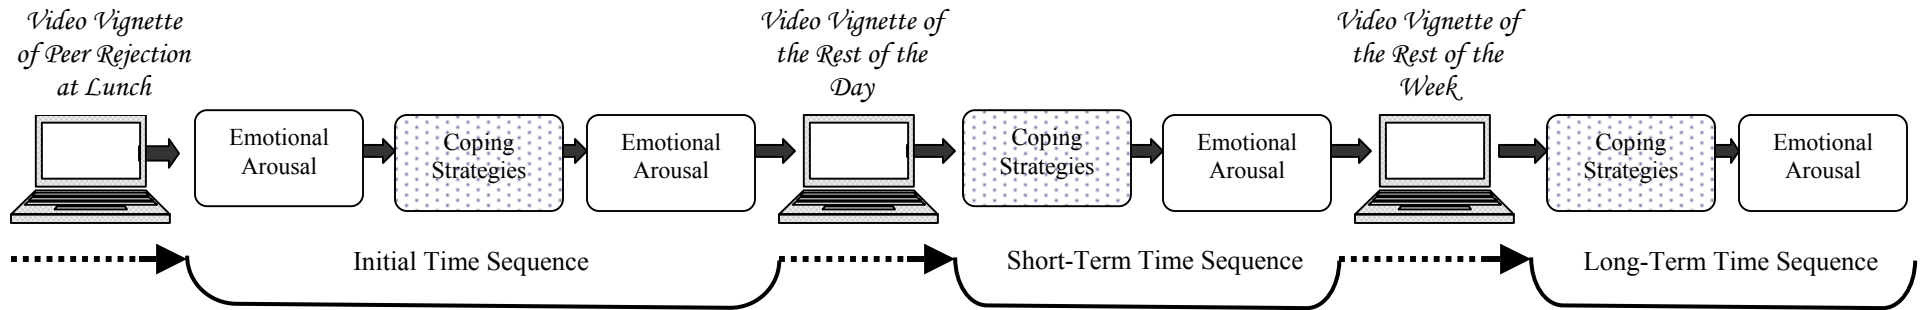 Video Vignette
of Peer Rejection
at Lunch
Video Vignette of
the Rest of the
Day
Video Vignette of
the Rest of the
Week
Emotional
Arousal
Coping
Strategies
Emotional
Arousal
Coping
Strategies
Emotional
Arousal
Coping
Strategies
Emotional
Arousal
Initial Time Sequence
Short-Term Time Sequence
Long-Term Time Sequence